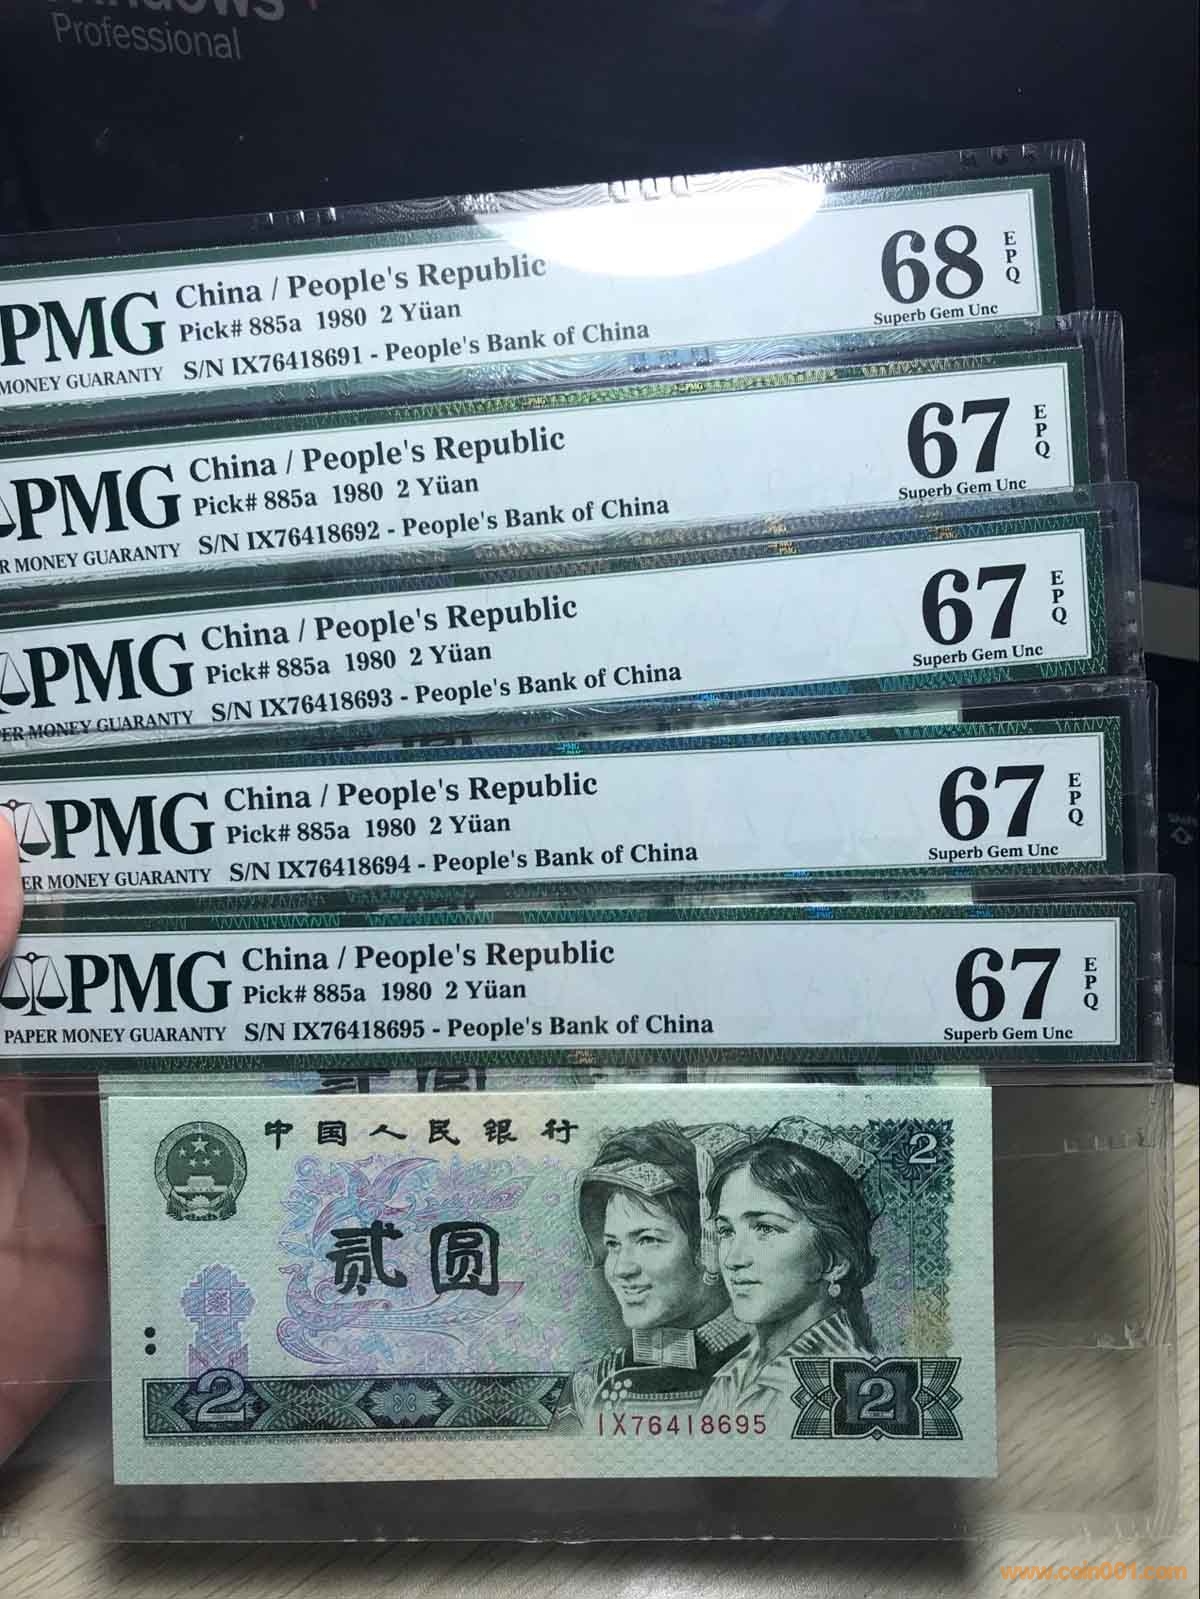 Professional
PMG
China / People's Republic
Pick# 885a 1980 2 Yüan
S/N IX76418691 - People's Bank of China
MONEY GUARANTY
68
EPQ
Superb Gem Unc
PMG
China / People's Republic
Pick# 885a 1980 2 Yüan
S/N IX76418692 - People's Bank of China
R MONEY GUARANTY
67
EPQ
Superb Gem Unc
PMG
China / People's Republic
Pick# 885a 1980 2 Yüan
S/N IX76418693 - People's Bank of China
ER MONEY GUARANTY
67
EPQ
Superb Gem Unc
PMG
China / People's Republic
Pick# 885a 1980 2 Yüan
S/N IX76418694 - People's Bank of China
ER MONEY GUARANTY
67
EPQ
Superb Gem Unc
PMG
China / People's Republic
Pick# 885a 1980 2 Yüan
S/N IX76418695 - People's Bank of China
PAPER MONEY GUARANTY
67
EPQ
Superb Gem Unc
贰圆
中国人民银行
2
贰圆
2
2
IX76418695
www.coin001.com